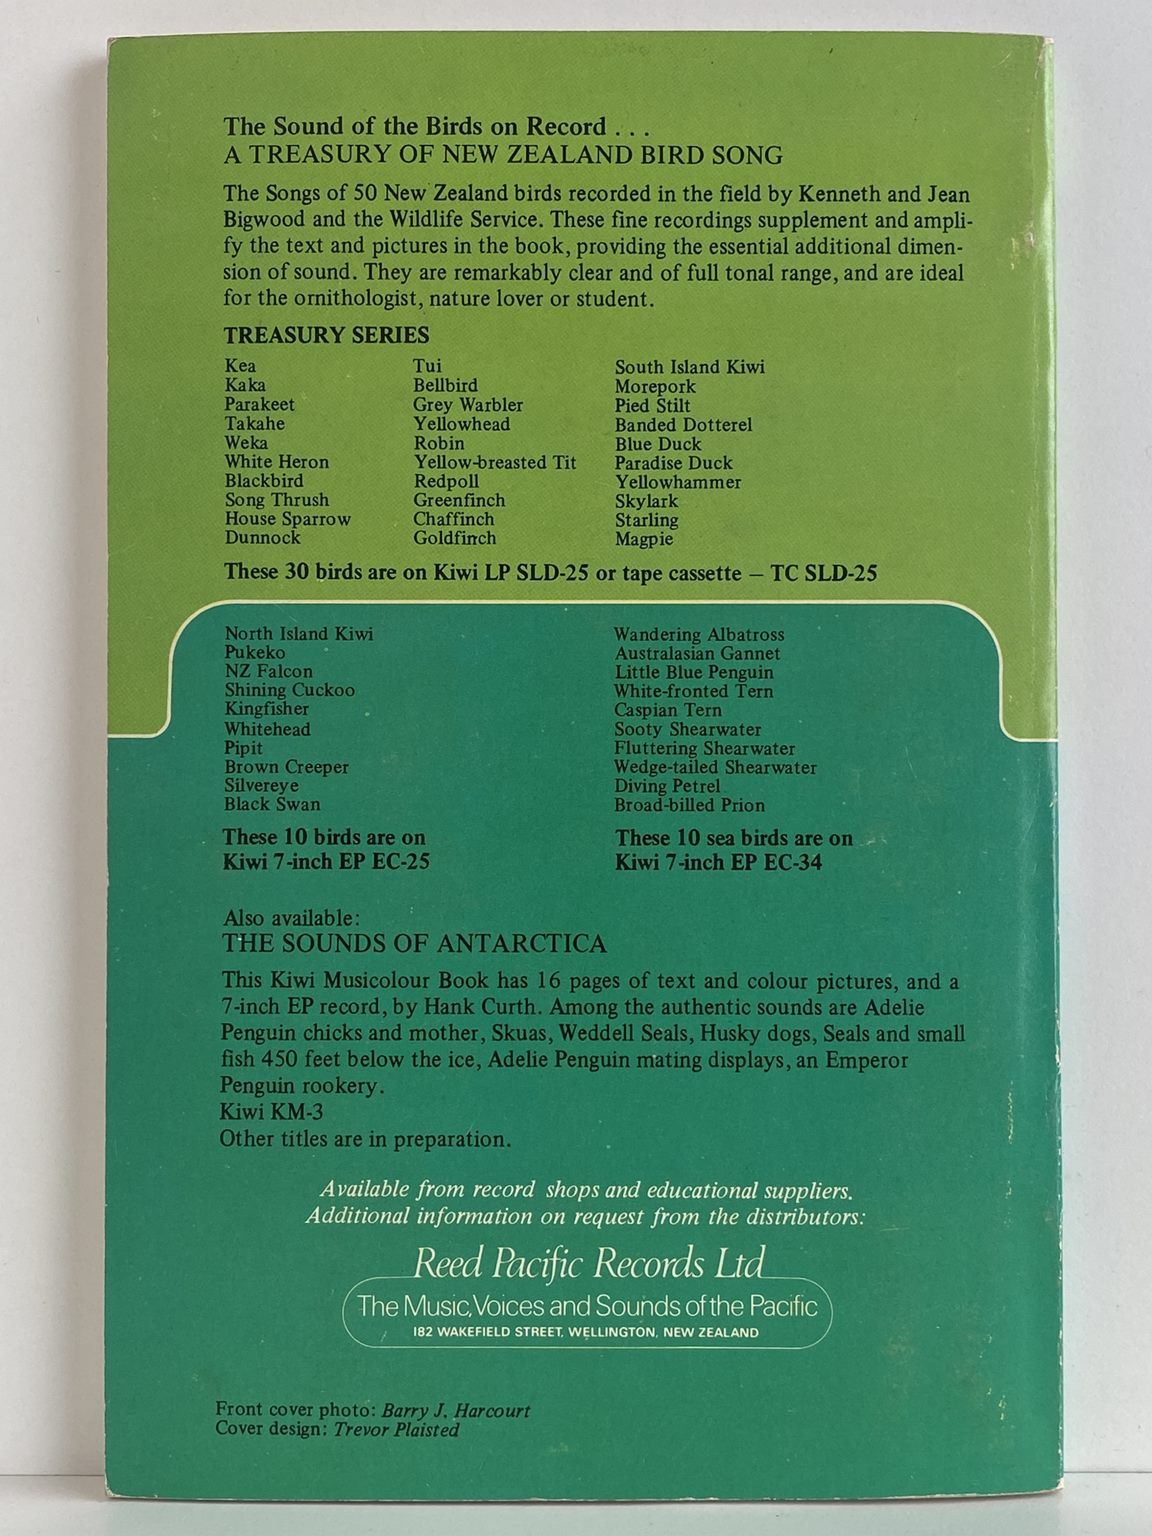 The Sound of the Birds on Record . . .
A TREASURY OF NEW ZEALAND BIRD SONG
The Songs of 50 New Zealand birds recorded in the field by Kenneth and Jean
Bigwood and the Wildlife Service. These fine recordings supplement and ampli-
fy the text and pictures in the book, providing the essential additional dimen-
sion of sound. They are remarkably clear and of full tonal range, and are ideal
for the ornithologist, nature lover or student.
TREASURY SERIES
Kea
Kaka
Parakeet
Takahe
Weka
White Heron
Blackbird
Song Thrush
House Sparrow
Dunnock
Tui
Bellbird
Grey Warbler
Yellowhead
Robin
Yellow-breasted Tit
Redpoll
Greenfinch
Chaffinch
Goldfinch
South Island Kiwi
Morepork
Pied Stilt
Banded Dotterel
Blue Duck
Paradise Duck
Yellowhammer
Skylark
Starling
Magpie
These 30 birds are on Kiwi LP SLD-25 or tape cassette – TC SLD-25
North Island Kiwi
Pukeko
NZ Falcon
Shining Cuckoo
Kingfisher
Whitehead
Pipit
Brown Creeper
Silvereye
Black Swan
These 10 birds are on
Kiwi 7-inch EP EC-25
Wandering Albatross
Australasian Gannet
Little Blue Penguin
White-fronted Tern
Caspian Tern
Sooty Shearwater
Fluttering Shearwater
Wedge-tailed Shearwater
Diving Petrel
Broad-billed Prion
These 10 sea birds are on
Kiwi 7-inch EP EC-34
Also available:
THE SOUNDS OF ANTARCTICA
This Kiwi Musicolour Book has 16 pages of text and colour pictures, and a
7-inch EP record, by Hank Curth. Among the authentic sounds are Adelie
Penguin chicks and mother, Skuas, Weddell Seals, Husky dogs, Seals and small
fish 450 feet below the ice, Adelie Penguin mating displays, an Emperor
Penguin rookery.
Kiwi KM-3
Other titles are in preparation.
Available from record shops and educational suppliers.
Additional information on request from the distributors:
Reed Pacific Records Ltd
The Music, Voices and Sounds of the Pacific
182 WAKEFIELD STREET, WELLINGTON, NEW ZEALAND
Front cover photo: Barry J. Harcourt
Cover design: Trevor Plaisted